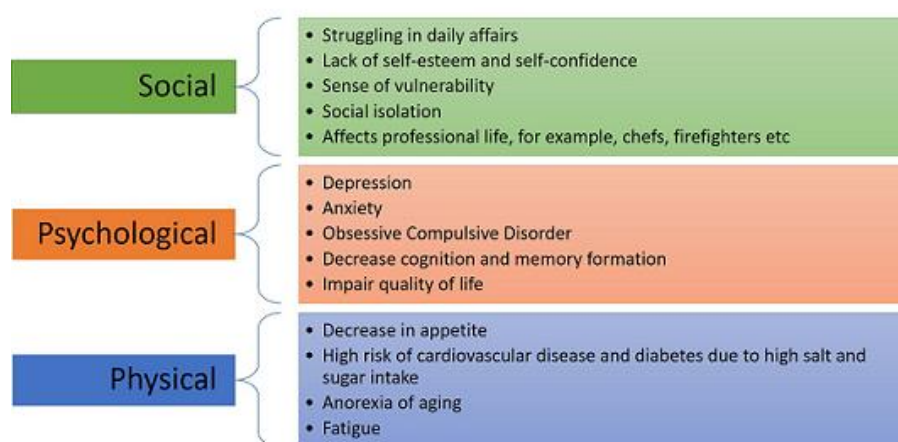 Social
• Struggling in daily affairs
• Lack of self-esteem and self-confidence
• Sense of vulnerability
• Social isolation
• Affects professional life, for example, chefs, firefighters etc
Psychological
• Depression
• Anxiety
• Obsessive Compulsive Disorder
• Decrease cognition and memory formation
• Impair quality of life
Physical
• Decrease in appetite
• High risk of cardiovascular disease and diabetes due to high salt and
sugar intake
• Anorexia of aging
• Fatigue